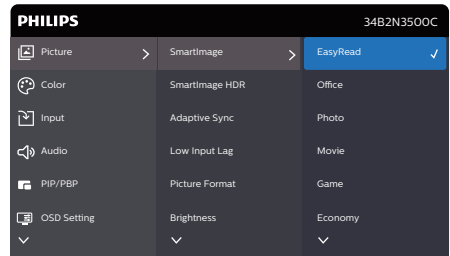 PHILIPS 34B2N3500C
Picture SmartImage EasyRead
Color SmartImage HDR Office
Input Adaptive Sync Photo
Audio Low Input Lag Movie
PIP/PBP Picture Format Game
OSD Setting Brightness Economy